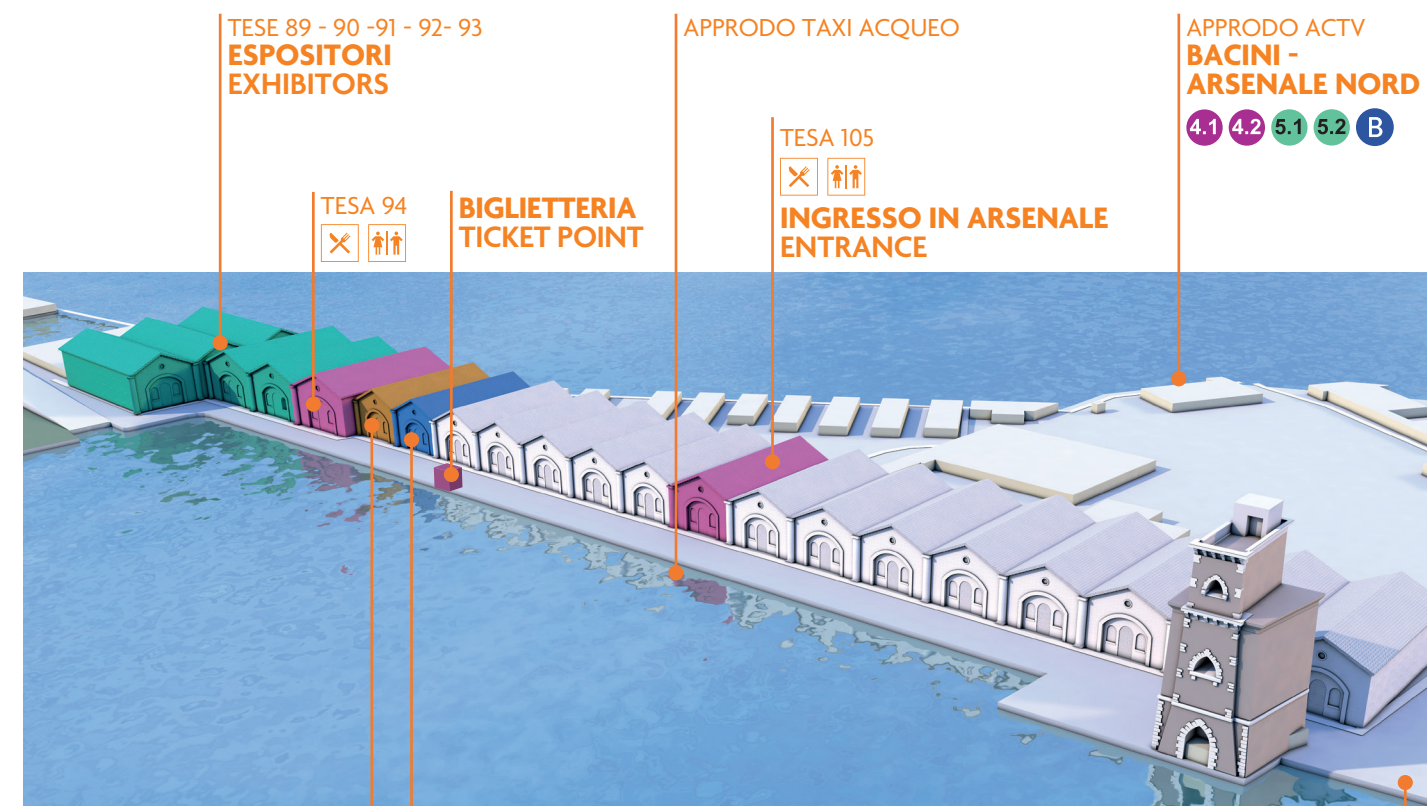 TESE 89 - 90 -91 - 92- 93
ESPOSITORI
EXHIBITORS
TESA 94
BIGLIETTERIA
TICKET POINT
APPRODO TAXI ACQUEO
TESA 105
INGRESSO IN ARSENALE
ENTRANCE
APPRODO ACTV
BACINI -
ARSENALE NORD
4.1 4.2 5.1 5.2 B